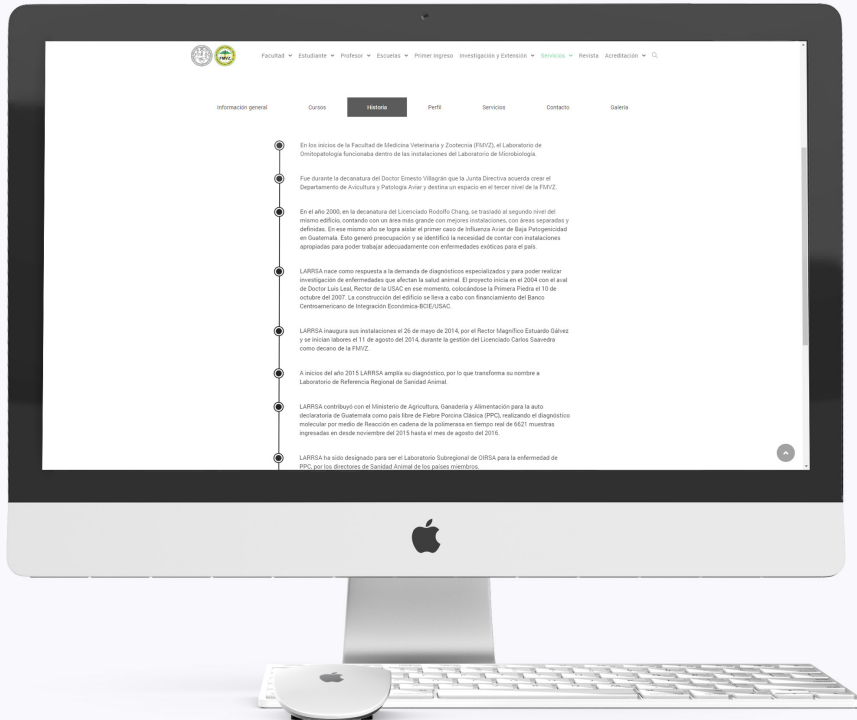 FMVZ
Facultad Estudiante Profesor Escuelas Primer Ingreso Investigación y Extensión Servicios Revista Acreditación
Información general Cursos Historia Perfil Servicios Contacto Galería
En los inicios de la Facultad de Medicina Veterinaria y Zootecnia (FMVZ), el Laboratorio de
Ornitopatología funcionaba dentro de las instalaciones del Laboratorio de Microbiología.
Fue durante la decanatura del Doctor Ernesto Villagrán que la Junta Directiva acuerda crear el
Departamento de Avicultura y Patología Aviar y destina un espacio en el tercer nivel de la FMVZ.
En el año 2000, en la decanatura del Licenciado Rodolfo Chang, se trasladó al segundo nivel del
mismo edificio, contando con un área más grande con mejores instalaciones, con áreas separadas y
definidas. En ese mismo año se logra aislar el primer caso de Influenza Aviar de Baja Patogenicidad
en Guatemala. Esto generó preocupación y se identificó la necesidad de contar con instalaciones
apropiadas para poder trabajar adecuadamente con enfermedades exóticas para el país.
LARRSA nace como respuesta a la demanda de diagnósticos especializados y para poder realizar
investigación de enfermedades que afectan la salud animal. El proyecto inicia en el 2004 con el aval
de Doctor Luis Leal, Rector de la USAC en ese momento, colocándose la Primera Piedra el 10 de
octubre del 2007. La construcción del edificio se lleva a cabo con financiamiento del Banco
Centroamericano de Integración Económica-BCIE/USAC.
LARRSA inaugura sus instalaciones el 26 de mayo de 2014, por el Rector Magnífico Estuardo Gálvez
y se inician labores el 11 de agosto del 2014, durante la gestión del Licenciado Carlos Saavedra
como decano de la FMVZ.
A inicios del año 2015 LARRSA amplía su diagnóstico, por lo que transforma su nombre a
Laboratorio de Referencia Regional de Sanidad Animal.
LARRSA contribuyó con el Ministerio de Agricultura, Ganadería y Alimentación para la auto
declaratoria de Guatemala como país libre de Fiebre Porcina Clásica (PPC), realizando el diagnóstico
molecular por medio de Reacción en cadena de la polimerasa en tiempo real de 6621 muestras
ingresadas en desde noviembre del 2015 hasta el mes de agosto del 2016.
LARRSA ha sido designado para ser el Laboratorio Subregional de OIRSA para la enfermedad de
PPC, por los directores de Sanidad Animal de los países miembros.